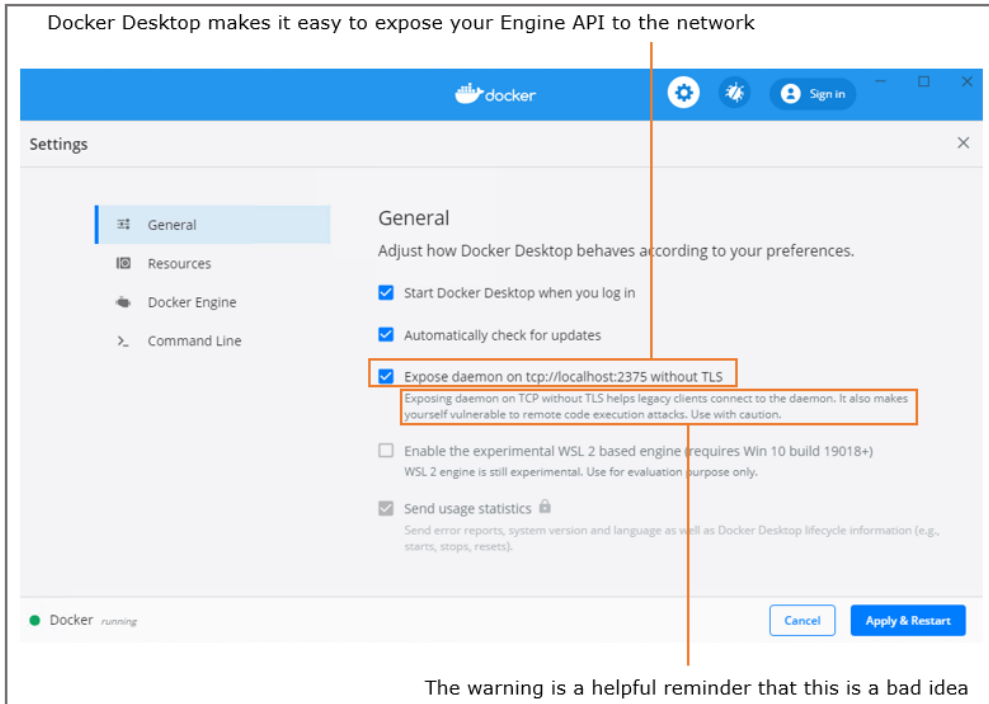 Docker Desktop makes it easy to expose your Engine API to the network
docker
Sign in
Settings
General
Resources
Docker Engine
Command Line
General
Adjust how Docker Desktop behaves according to your preferences.
Start Docker Desktop when you log in
Automatically check for updates
Expose daemon on tcp://localhost:2375 without TLS
Exposing daemon on TCP without TLS helps legacy clients connect to the daemon. It also makes
yourself vulnerable to remote code execution attacks. Use with caution.
Enable the experimental WSL 2 based engine (requires Win 10 build 19018+)
WSL 2 engine is still experimental. Use for evaluation purpose only.
Send usage statistics
Send error reports, system version and language as well as Docker Desktop lifecycle information (e.g.,
starts, stops, resets).
Docker running
Cancel
Apply & Restart
The warning is a helpful reminder that this is a bad idea